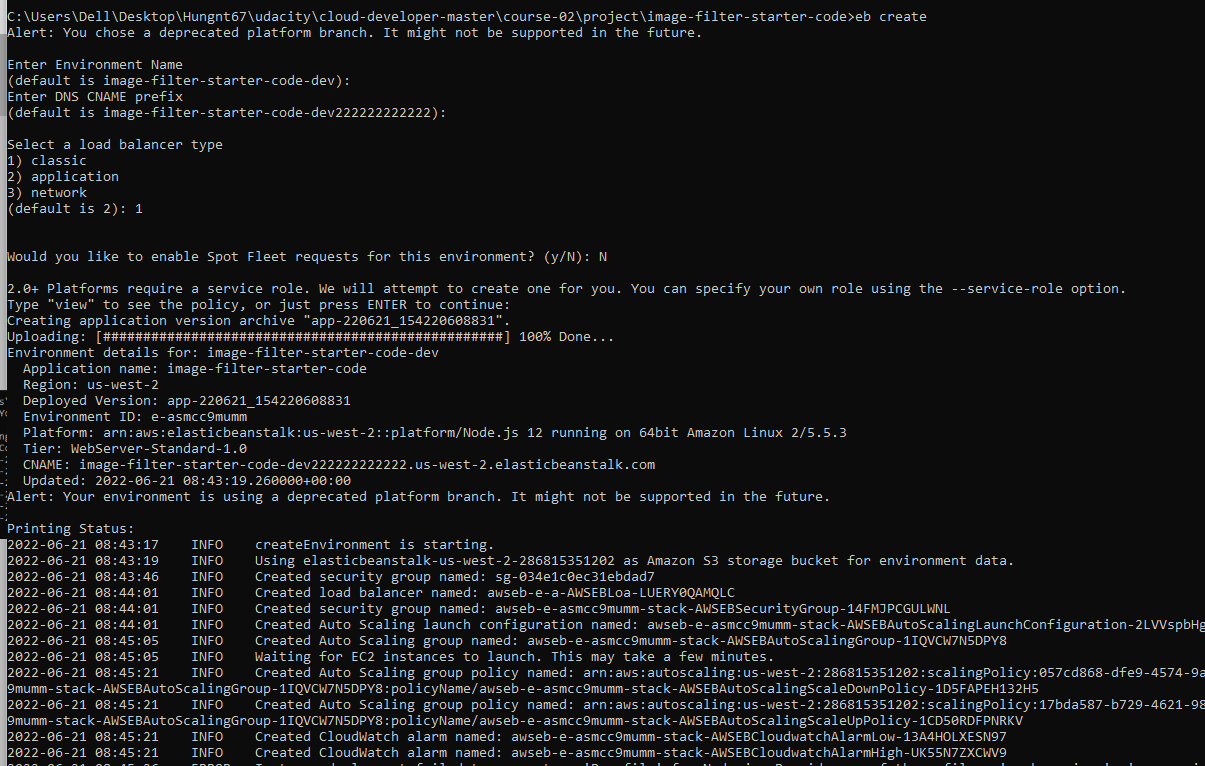 C:\Users\Dell\Desktop\Hungnt67\udacity\cloud-developer-master\course-02\project\image-filter-starter-code>eb create
Alert: You chose a deprecated platform branch. It might not be supported in the future.
Enter Environment Name
(default is image-filter-starter-code-dev):
Enter DNS CNAME prefix
(default is image-filter-starter-code-dev222222222222):
Select a load balancer type
1) classic
2) application
3) network
(default is 2): 1
Would you like to enable Spot Fleet requests for this environment? (y/N): N
2.0+ Platforms require a service role. We will attempt to create one for you. You can specify your own role using the --service-role option.
Type "view" to see the policy, or just press ENTER to continue:
Creating application version archive "app-220621_154220608831".
Uploading: [##################################################] 100% Done...
Environment details for: image-filter-starter-code-dev
Application name: image-filter-starter-code
Region: us-west-2
Deployed Version: app-220621_154220608831
Environment ID: e-asmcc9mumm
Platform: arn:aws:elasticbeanstalk:us-west-2::platform/Node.js 12 running on 64bit Amazon Linux 2/5.5.3
Tier: WebServer-Standard-1.0
CNAME: image-filter-starter-code-dev222222222222.us-west-2.elasticbeanstalk.com
Updated: 2022-06-21 08:43:19.260000+00:00
Alert: Your environment is using a deprecated platform branch. It might not be supported in the future.
Printing Status:
2022-06-21 08:43:17 INFO createEnvironment is starting.
2022-06-21 08:43:19 INFO Using elasticbeanstalk-us-west-2-286815351202 as Amazon S3 storage bucket for environment data.
2022-06-21 08:43:46 INFO Created security group named: sg-034e1c0ec31ebdad7
2022-06-21 08:44:01 INFO Created load balancer named: awseb-e-a-AWSEBLoa-LUERY0QAMQLC
2022-06-21 08:44:01 INFO Created security group named: awseb-e-asmcc9mumm-stack-AWSEBSecurityGroup-14FMJPCGULWNL
2022-06-21 08:44:01 INFO Created Auto Scaling launch configuration named: awseb-e-asmcc9mumm-stack-AWSEBAutoScalingLaunchConfiguration-2LVVspbHg
2022-06-21 08:45:05 INFO Created Auto Scaling group named: awseb-e-asmcc9mumm-stack-AWSEBAutoScalingGroup-1IQVCW7N5DPY8
2022-06-21 08:45:05 INFO Waiting for EC2 instances to launch. This may take a few minutes.
2022-06-21 08:45:21 INFO Created Auto Scaling group policy named: arn:aws:autoscaling:us-west-2:286815351202:scalingPolicy:057cd868-dfe9-4574-9a
9mumm-stack-AWSEBAutoScalingGroup-1IQVCW7N5DPY8:policyName/awseb-e-asmcc9mumm-stack-AWSEBAutoScalingScaleDownPolicy-1D5FAPEH132H5
2022-06-21 08:45:21 INFO Created Auto Scaling group policy named: arn:aws:autoscaling:us-west-2:286815351202:scalingPolicy:17bda587-b729-4621-98
9mumm-stack-AWSEBAutoScalingGroup-1IQVCW7N5DPY8:policyName/awseb-e-asmcc9mumm-stack-AWSEBAutoScalingScaleUpPolicy-1CD50RDFPNRKV
2022-06-21 08:45:21 INFO Created CloudWatch alarm named: awseb-e-asmcc9mumm-stack-AWSEBCloudwatchAlarmLow-13A4HOLXESN97
2022-06-21 08:45:21 INFO Created CloudWatch alarm named: awseb-e-asmcc9mumm-stack-AWSEBCloudwatchAlarmHigh-UK55N7ZXCWV9